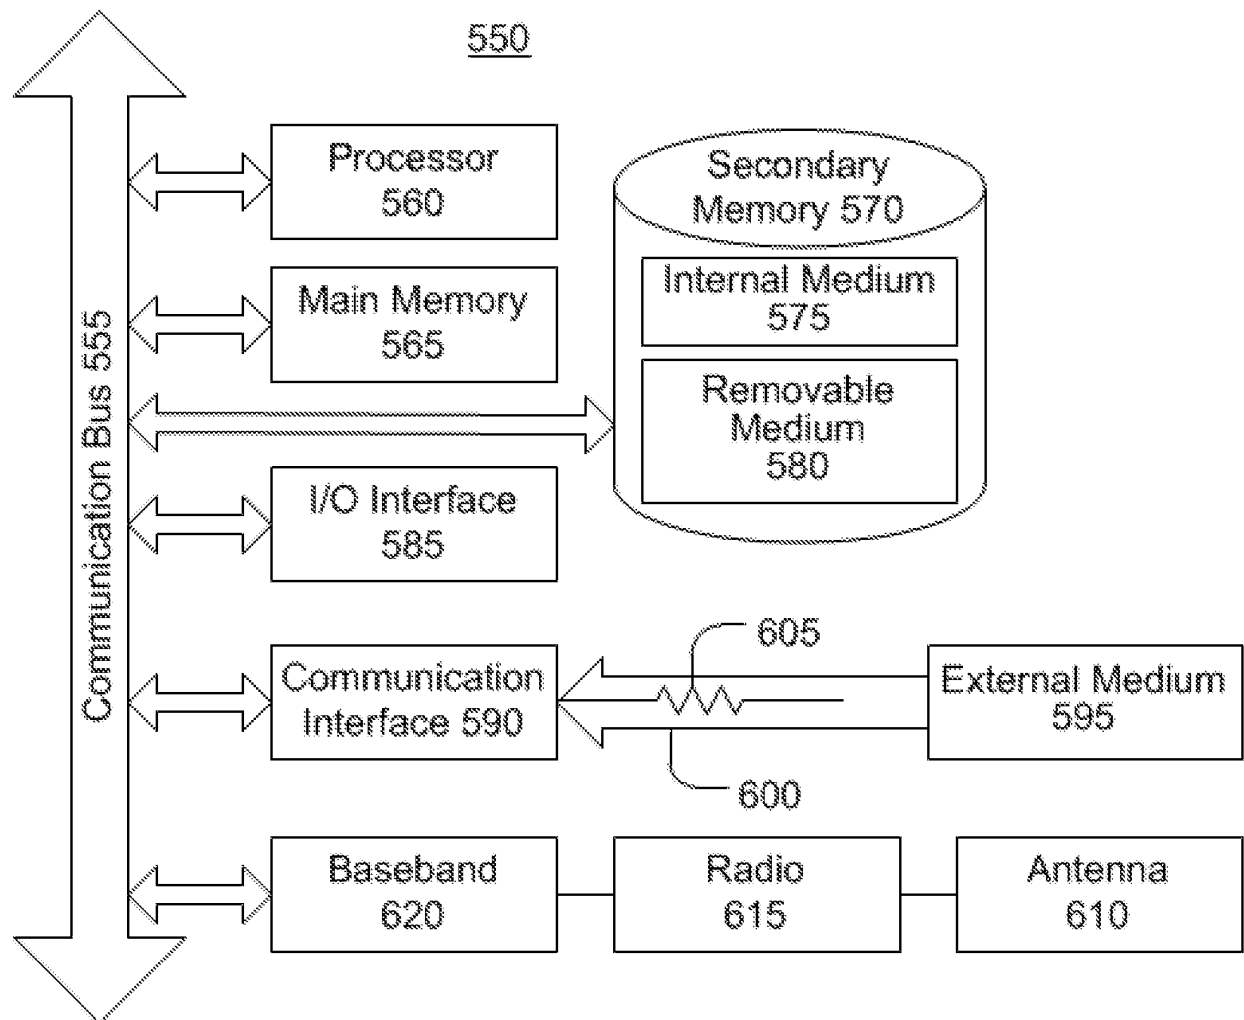 550
Communication Bus 555
Processor
560
Secondary
Memory 570
Internal Medium
575
Main Memory
565
Removable
Medium
580
I/O Interface
585
605
Communication
Interface 590
External Medium
595
600
Baseband
620
Radio
615
Antenna
610